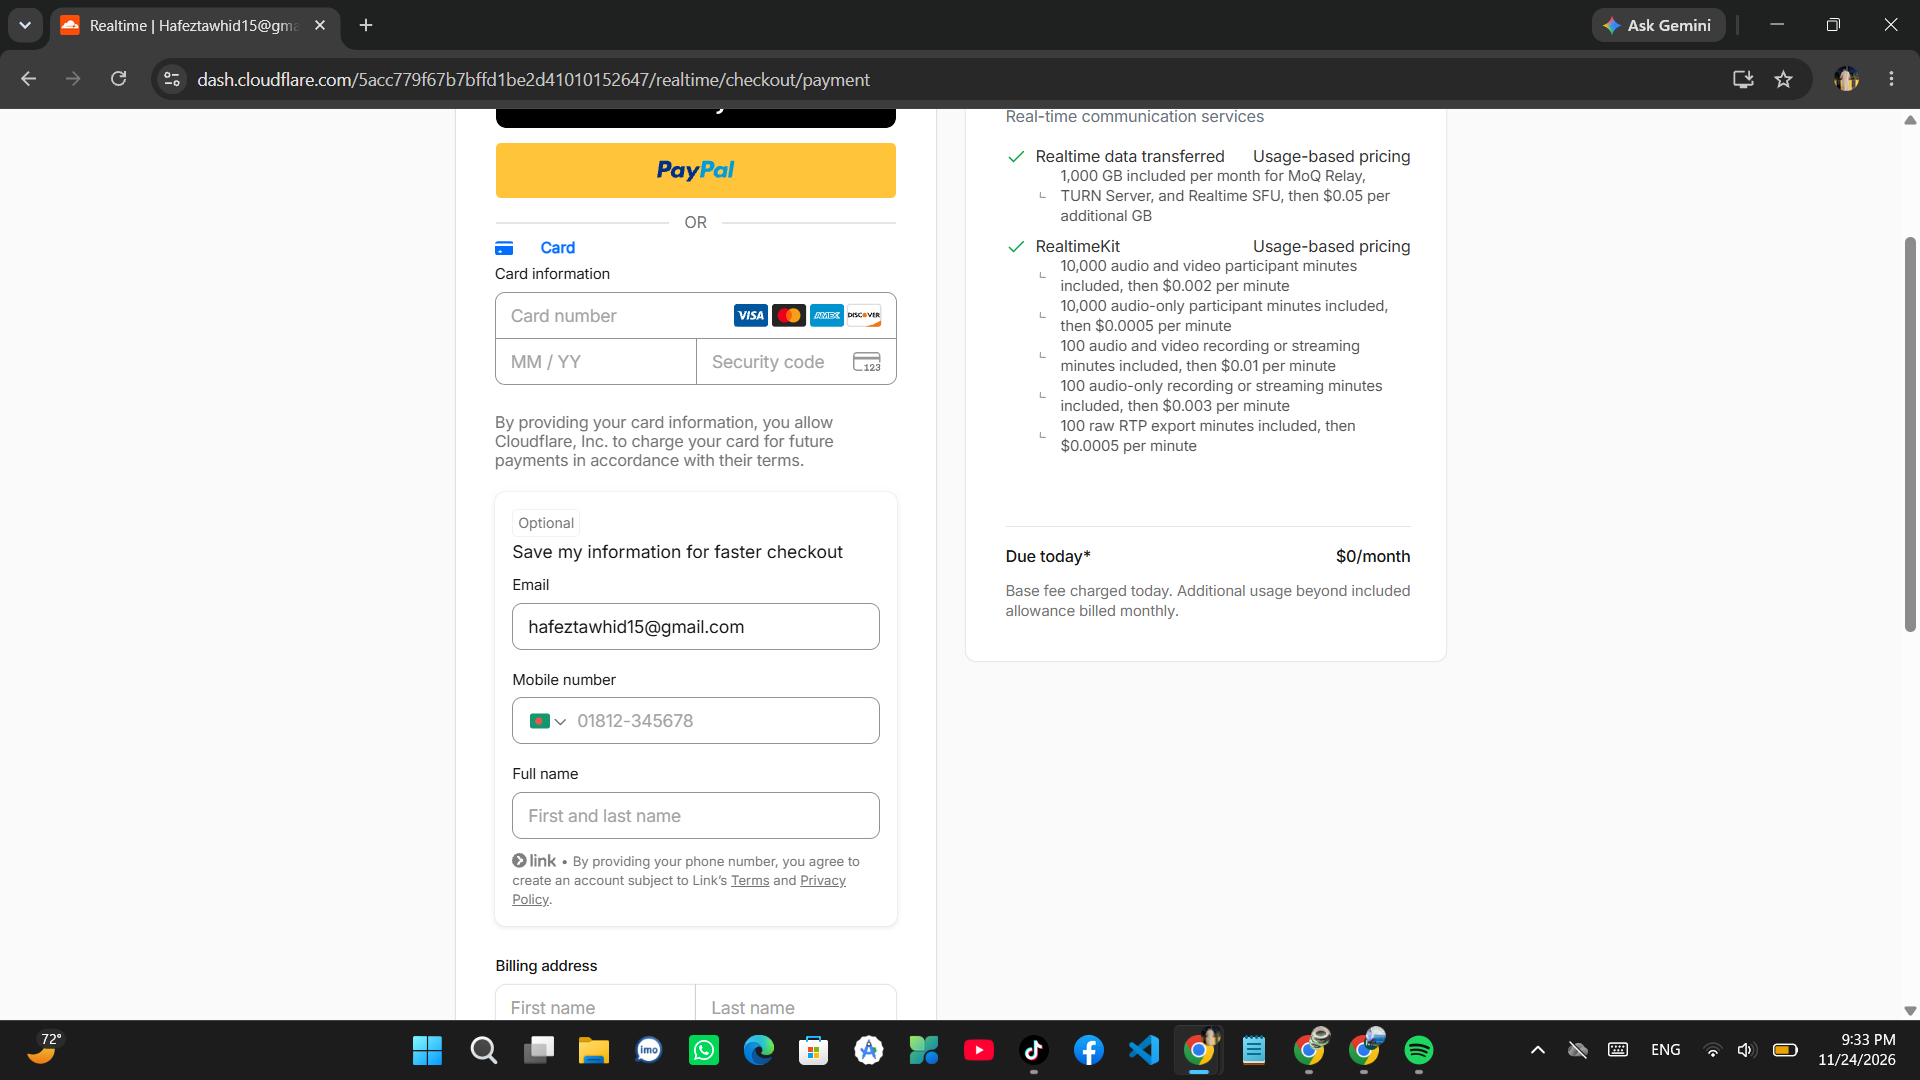 Realtime | Hafeztawhid15@gma
Ask Gemini
dash.cloudflare.com/5acc779f67b7bffd1be2d41010152647/realtime/checkout/payment
PayPal
OR
Card
Card information
Card number
VISA
AMEX
DISCOVER
MM / YY
Security code
123
By providing your card information, you allow
Cloudflare, Inc. to charge your card for future
payments in accordance with their terms.
Optional
Save my information for faster checkout
Email
hafeztawhid15@gmail.com
Mobile number
01812-345678
Full name
First and last name
link • By providing your phone number, you agree to
create an account subject to Link’s Terms and Privacy
Policy.
Billing address
First name
Last name
Real-time communication services
Realtime data transferred Usage-based pricing
1,000 GB included per month for MoQ Relay,
TURN Server, and Realtime SFU, then $0.05 per
additional GB
RealtimeKit Usage-based pricing
10,000 audio and video participant minutes
included, then $0.002 per minute
10,000 audio-only participant minutes included,
then $0.0005 per minute
100 audio and video recording or streaming
minutes included, then $0.01 per minute
100 audio-only recording or streaming minutes
included, then $0.003 per minute
100 raw RTP export minutes included, then
$0.0005 per minute
Due today* $0/month
Base fee charged today. Additional usage beyond included
allowance billed monthly.
72°
imo
ENG
9:33 PM
11/24/2026